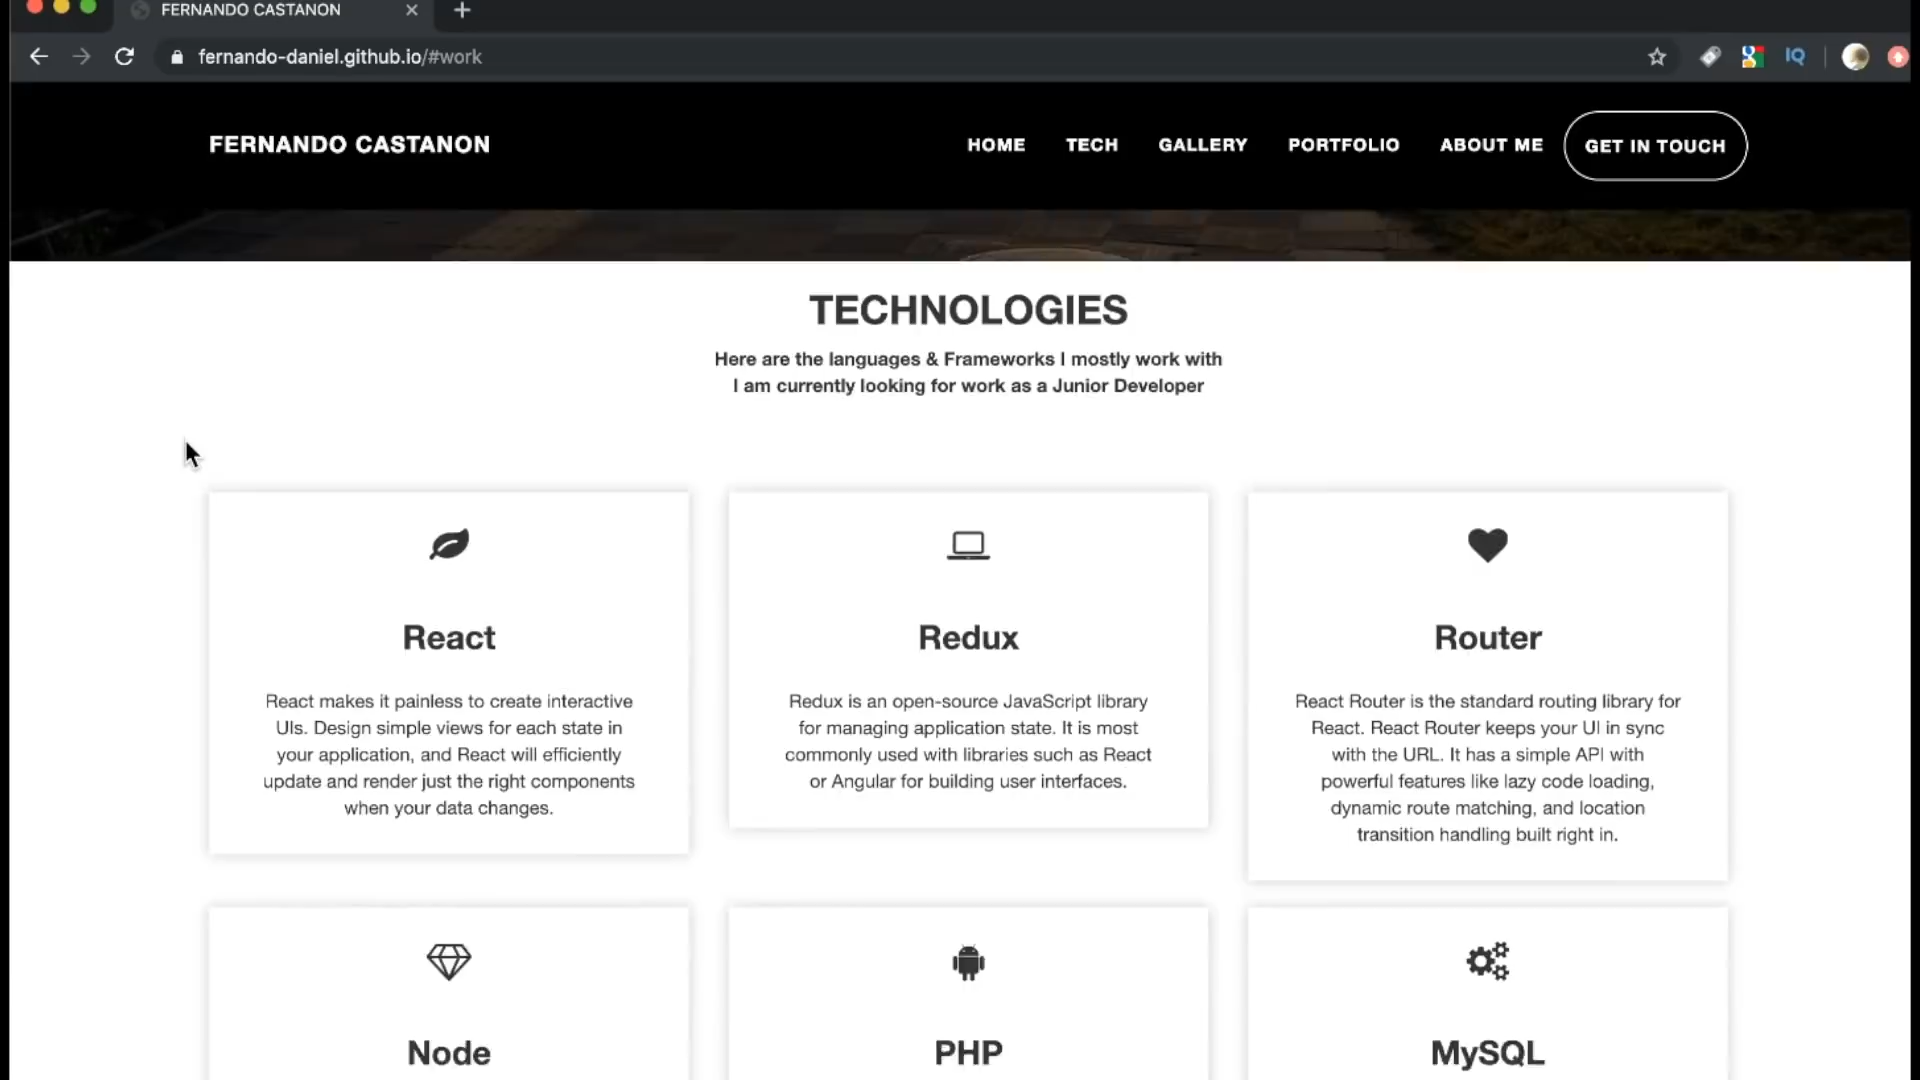 FERNANDO CASTANON
fernando-daniel.github.io/#work
IQ
FERNANDO CASTANON
HOME
TECH
GALLERY
PORTFOLIO
ABOUT ME
GET IN TOUCH
TECHNOLOGIES
Here are the languages & Frameworks I mostly work with
I am currently looking for work as a Junior Developer
React
React makes it painless to create interactive
UIs. Design simple views for each state in
your application, and React will efficiently
update and render just the right components
when your data changes.
Redux
Redux is an open-source JavaScript library
for managing application state. It is most
commonly used with libraries such as React
or Angular for building user interfaces.
Router
React Router is the standard routing library for
React. React Router keeps your UI in sync
with the URL. It has a simple API with
powerful features like lazy code loading,
dynamic route matching, and location
transition handling built right in.
Node
PHP
MySQL